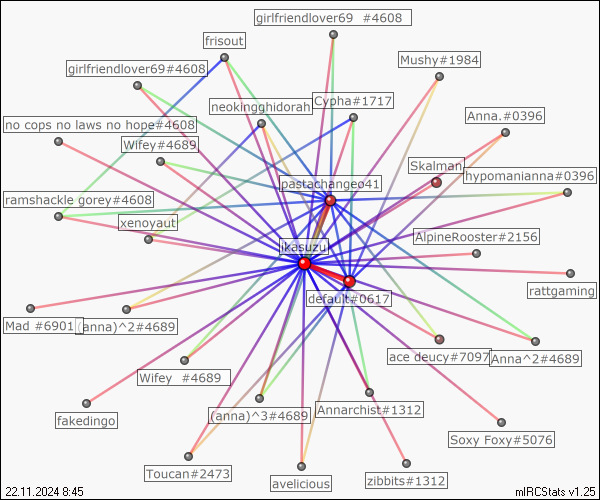 girlfriendlover69  #4608
frisout
Mushy#1984
girlfriendlover69#4608
neokingghidorah
Cypha#1717
Anna.#0396
no cops no laws no hope#4608
Wifey#4689
Skalman
pastachangeo41
hypomanianna#0396
ramshackle gorey#4608
xenoyaut
ikasuzu
AlpineRooster#2156
rattgaming
default#0617
Mad #6901
(anna)^2#4689
ace deucy#7097
Anna^2#4689
Wifey  #4689
fakedingo
(anna)^3#4689
Annarchist#1312
Soxy Foxy#5076
Toucan#2473
avelicious
zibbits#1312
22.11.2024 8:45
mIRCStats v1.25